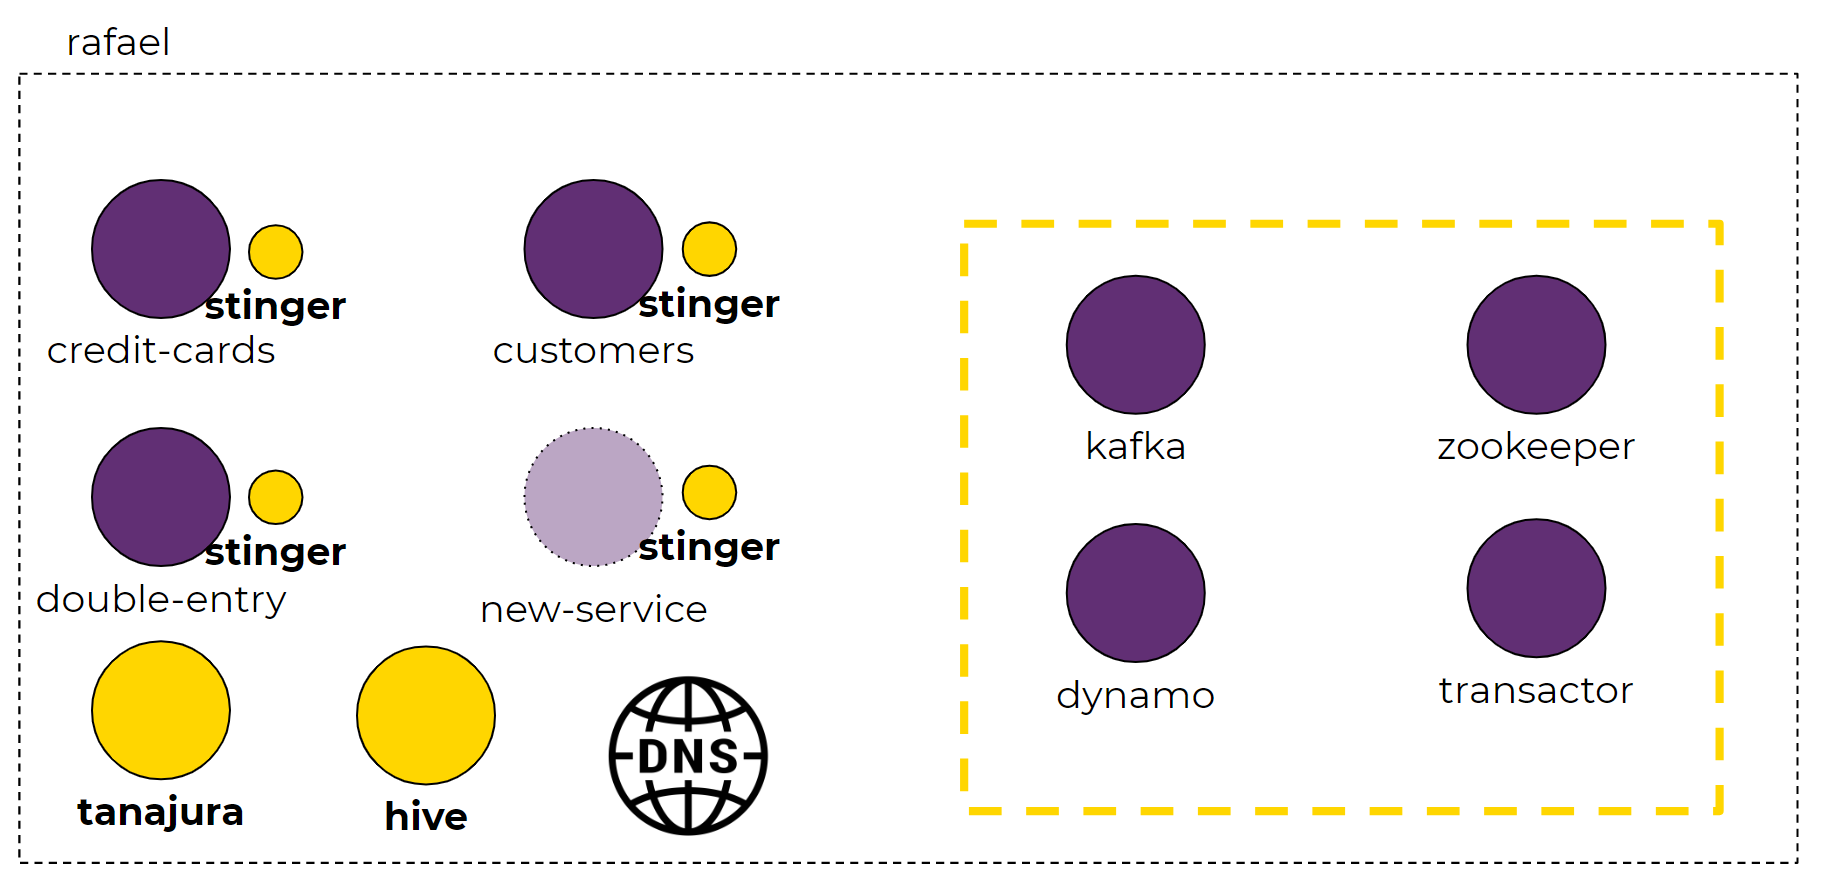 rafael
stinger
credit-cards
stinger
customers
stinger
double-entry
stinger
new-service
tanajura
hive
DNS
kafka
zookeeper
dynamo
transactor